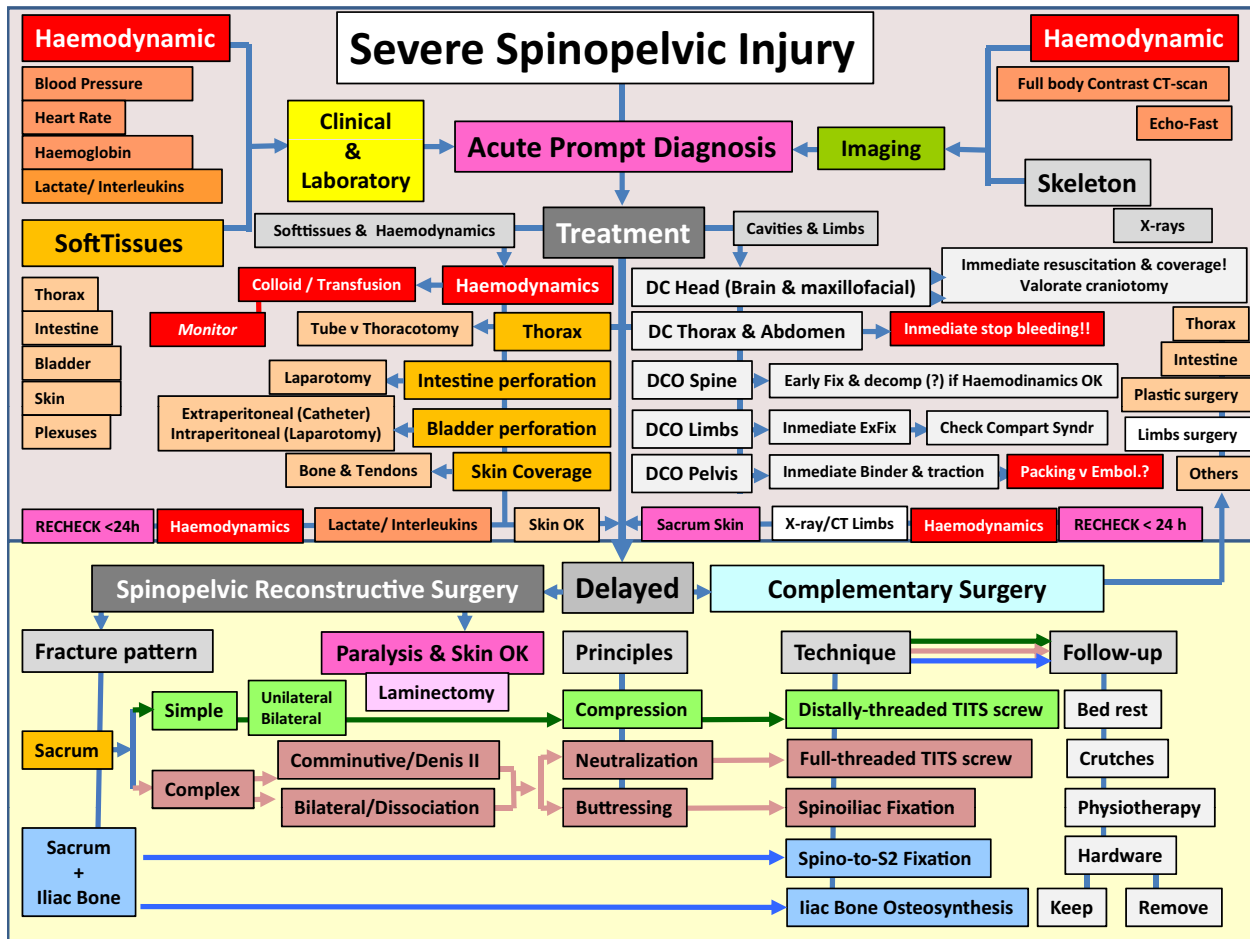 Severe Spinopelvic Injury
Haemodynamic
Blood Pressure
Heart Rate
Haemoglobin
Lactate/ Interleukins
SoftTissues
Thorax
Intestine
Bladder
Skin
Plexuses
Clinical
&
Laboratory
Acute Prompt Diagnosis
Imaging
Haemodynamic
Full body Contrast CT-scan
Echo-Fast
Skeleton
X-rays
Softtissues & Haemodynamics
Treatment
Cavities & Limbs
Colloid / Transfusion
Haemodynamics
Monitor
Tube v Thoracotomy
Thorax
Laparotomy
Intestine perforation
Extraperitoneal (Catheter)
Intraperitoneal (Laparotomy)
Bladder perforation
Bone & Tendons
Skin Coverage
DC Head (Brain & maxillofacial)
Immediate resuscitation & coverage!
Valorate craniotomy
DC Thorax & Abdomen
Inmediate stop bleeding!!
DCO Spine
Early Fix & decomp (?) if Haemodinamics OK
DCO Limbs
Inmediate ExFix
Check Compart Syndr
DCO Pelvis
Inmediate Binder & traction
Packing v Embol.?
Thorax
Intestine
Plastic surgery
Limbs surgery
Others
RECHECK <24h
Haemodynamics
Lactate/ Interleukins
Skin OK
Sacrum Skin
X-ray/CT Limbs
Haemodynamics
RECHECK < 24 h
Spinopelvic Reconstructive Surgery
Delayed
Complementary Surgery
Fracture pattern
Paralysis & Skin OK
Laminectomy
Principles
Technique
Follow-up
Sacrum
Simple
Unilateral
Bilateral
Compression
Distally-threaded TITS screw
Complex
Comminutive/Denis II
Bilateral/Dissociation
Neutralization
Full-threaded TITS screw
Buttressing
Spinoiliac Fixation
Sacrum
+
Iliac Bone
Spino-to-S2 Fixation
Iiac Bone Osteosynthesis
Bed rest
Crutches
Physiotherapy
Hardware
Keep
Remove